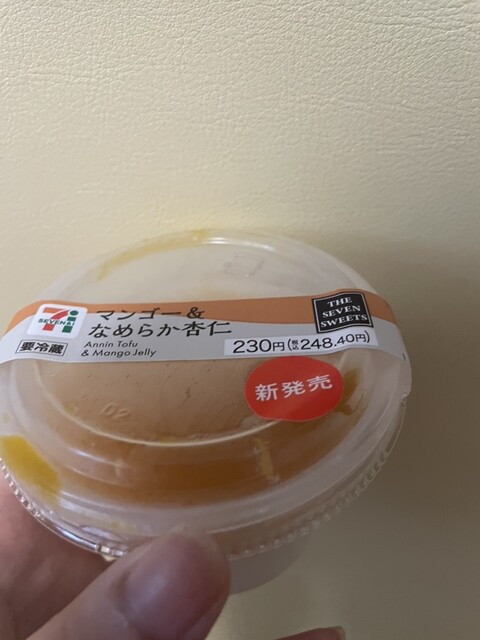 SEVEN&i
マンゴー&
なめらか杏仁
要冷蔵
Annin Tofu
& Mango Jelly
THE
SEVEN
SWEETS
230円(税込248.40円)
新発売
02